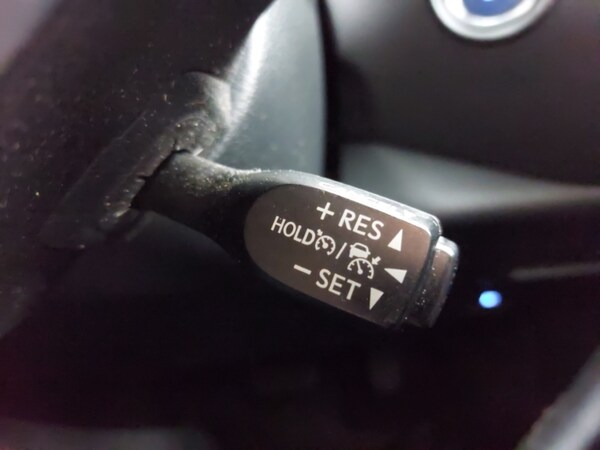 + RES ▲
HOLD / ◀
− SET ▼